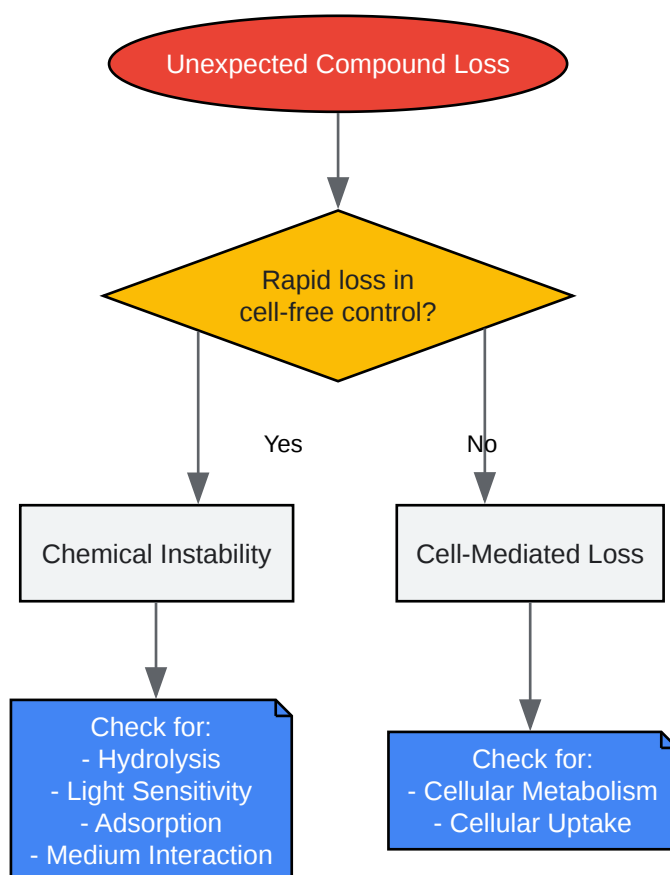 Unexpected Compound Loss
Rapid loss in
cell-free control?
Yes
No
Chemical Instability
Cell-Mediated Loss
Check for:
- Hydrolysis
- Light Sensitivity
- Adsorption
- Medium Interaction
Check for:
- Cellular Metabolism
- Cellular Uptake